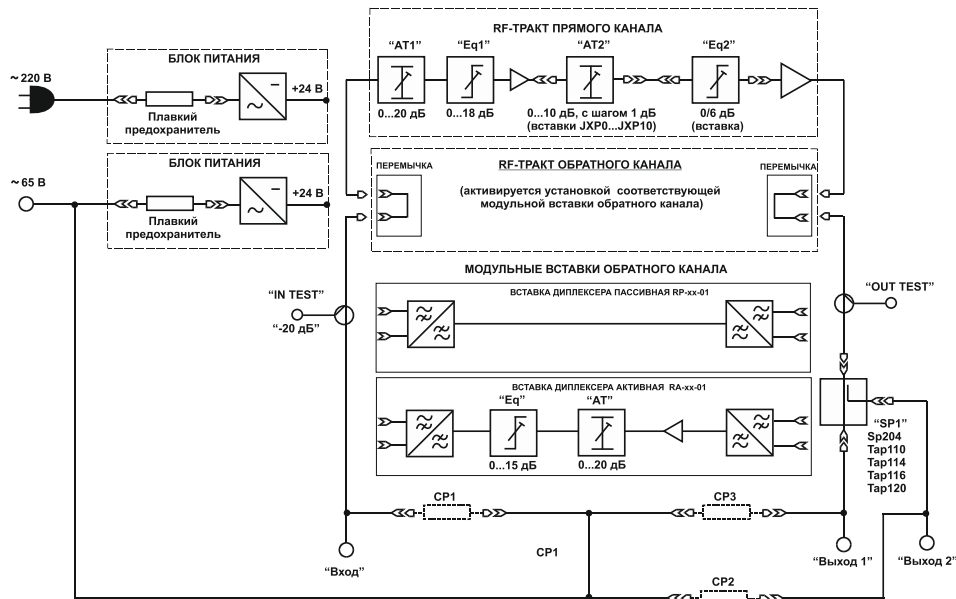 RF-ТРАКТ ПРЯМОГО КАНАЛА
“AT1”
“Eq1”
“AT2”
“Eq2”
0...20 дБ
0...18 дБ
0...10 дБ, с шагом 1 дБ
(вставки JXP0...JXP10)
0/6 дБ
(вставка)
БЛОК ПИТАНИЯ
~220 В
+24 В
Плавкий
предохранитель
БЛОК ПИТАНИЯ
~65 В
+24 В
Плавкий
предохранитель
ПЕРЕМЫЧКА
RF-ТРАКТ ОБРАТНОГО КАНАЛА
ПЕРЕМЫЧКА
(активируется установкой соответствующей
модульной вставки обратного канала)
МОДУЛЬНЫЕ ВСТАВКИ ОБРАТНОГО КАНАЛА
“IN TEST”
“-20 дБ”
“OUT TEST”
ВСТАВКА ДИПЛЕКСЕРА ПАССИВНАЯ RP-xx-01
ВСТАВКА ДИПЛЕКСЕРА АКТИВНАЯ RA-xx-01
“Eq”
“AT”
0...15 дБ
0...20 дБ
“SP1”
Sp204
Tap110
Tap114
Tap116
Tap120
CP1
CP3
CP1
“Вход”
“Выход 1”
“Выход 2”
CP2